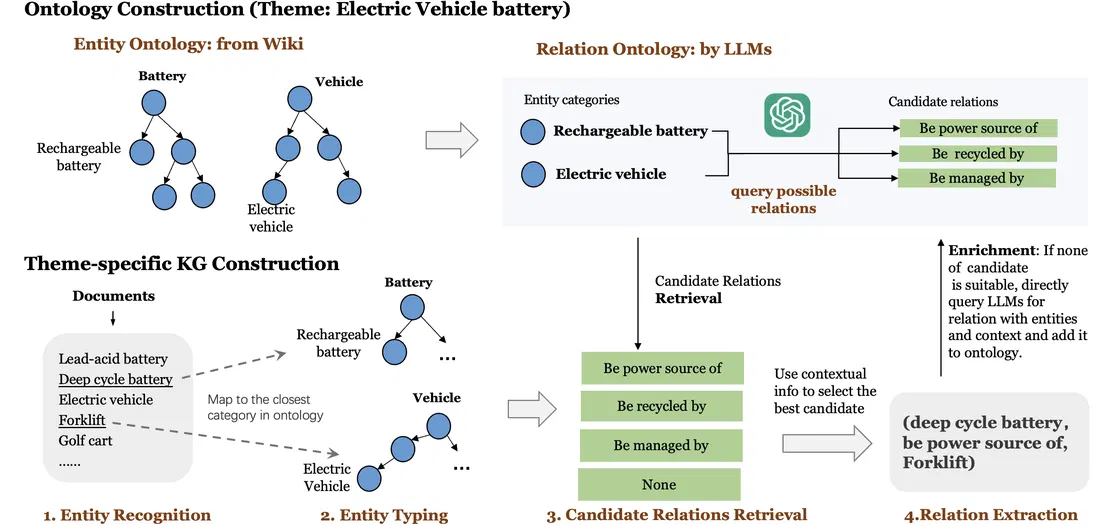 Ontology Construction (Theme: Electric Vehicle battery)
Entity Ontology: from Wiki
Battery
Vehicle
Rechargeable
battery
Electric
vehicle
Relation Ontology: by LLMs
Entity categories
Candidate relations
Rechargeable battery
Electric vehicle
query possible
relations
Be power source of
Be recycled by
Be managed by
Theme-specific KG Construction
Documents
Lead-acid battery
Deep cycle battery
Electric vehicle
Forklift
Golf cart
......
Map to the closest
category in ontology
Battery
Rechargeable
battery
...
Vehicle
Electric
Vehicle
...
Candidate Relations
Retrieval
Be power source of
Be recycled by
Be managed by
None
Use contextual
info to select the
best candidate
Enrichment: If none
of candidate
is suitable, directly
query LLMs for
relation with entities
and context and add it
to ontology.
(deep cycle battery,
be power source of,
Forklift)
1. Entity Recognition
2. Entity Typing
3. Candidate Relations Retrieval
4.Relation Extraction